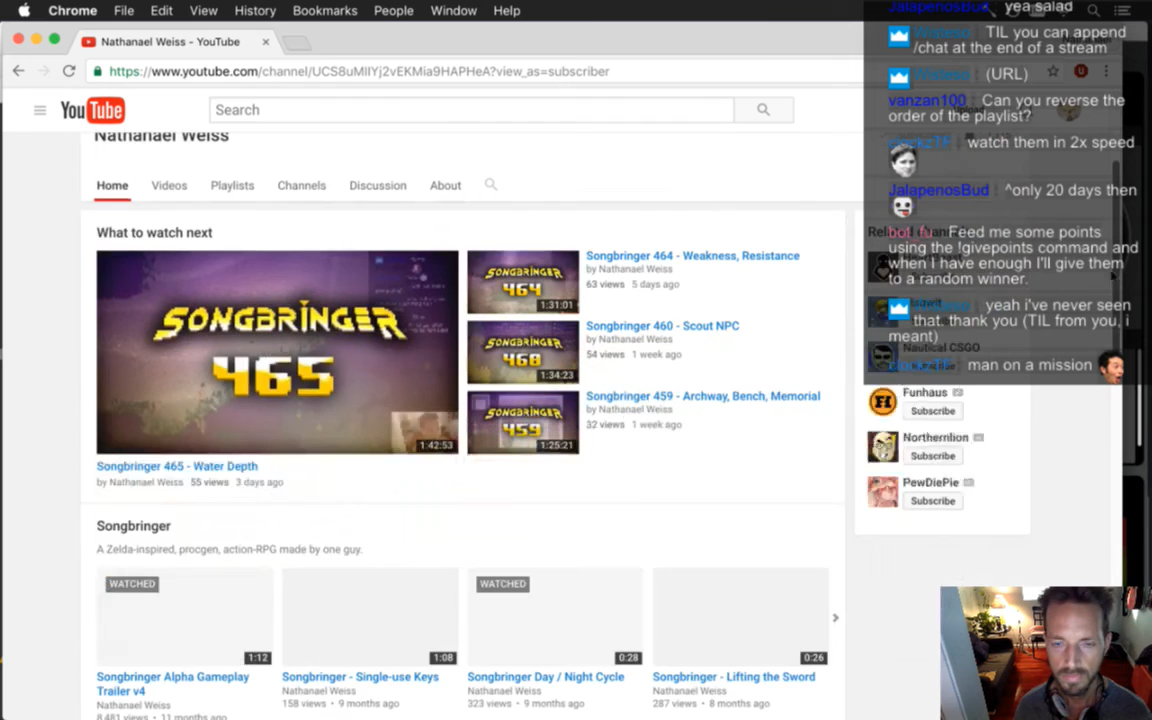 Chrome File Edit View History Bookmarks People Window Help
Nathanael Weiss - YouTube
https://www.youtube.com/channel/UCS8uMIIYj2vEKMia9HAPHeA?view_as=subscriber
YouTube
Search
Nathanael Weiss
Home Videos Playlists Channels Discussion About
What to watch next
SONGBRINGER
465
1:42:53
Songbringer 465 - Water Depth
by Nathanael Weiss 55 views 3 days ago
SONGBRINGER
464
1:31:01
Songbringer 464 - Weakness, Resistance
by Nathanael Weiss
63 views 5 days ago
SONGBRINGER
460
1:34:23
Songbringer 460 - Scout NPC
by Nathanael Weiss
54 views 1 week ago
SONGBRINGER
459
1:25:21
Songbringer 459 - Archway, Bench, Memorial
by Nathanael Weiss
32 views 1 week ago
Songbringer
A Zelda-inspired, procgen, action-RPG made by one guy.
WATCHED
1:12
Songbringer Alpha Gameplay
Trailer v4
Nathanael Weiss
8,481 views • 11 months ago
1:08
Songbringer - Single-use Keys
Nathanael Weiss
158 views • 9 months ago
WATCHED
0:28
Songbringer Day / Night Cycle
Nathanael Weiss
323 views • 9 months ago
0:26
Songbringer - Lifting the Sword
Nathanael Weiss
287 views • 8 months ago
JalapenosBud: yea salad
TIL you can append
/chat at the end of a stream
(URL)
vanzan100: Can you reverse the
order of the playlist?
watch them in 2x speed
JalapenosBud: ^only 20 days then
Feed me some points
using the !givepoints command and
when I have enough I'll give them
to a random winner.
yeah i've never seen
that. thank you (TIL from you, i
meant)
Nautical CSGO
man on a mission
Funhaus
Subscribe
Northernlion
Subscribe
PewDiePie
Subscribe